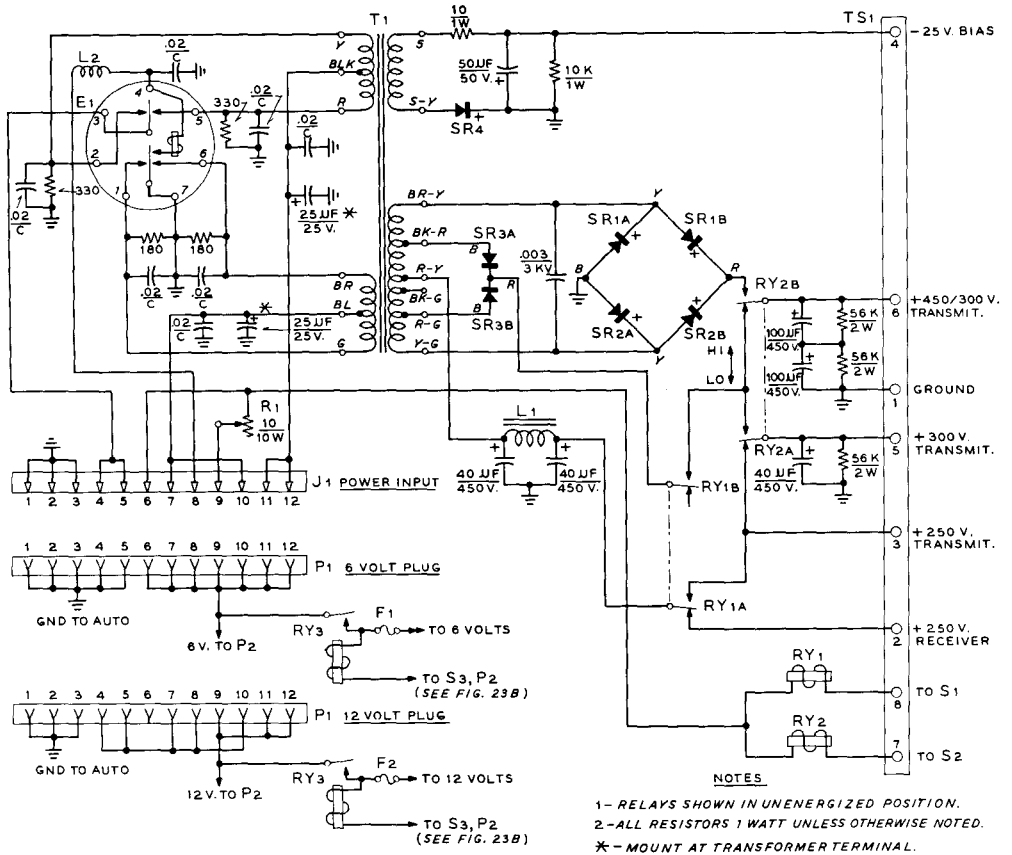 T1
TS1
10
1W
Y
S
-25V. BIAS
4
L2
.02
C
BLK
50µF
50 V.
+
10K
1W
E1
4
3
5
330
.02
C
R
S-Y
+
SR4
2
6
1
7
.02
C
.02
C
330
25µF *
25 V.
+
BR-Y
Y
BK-R
SR3A
SR1A
+
SR1B
180
180
B
R-Y
R
.003
3 KV
B
R
RY2B
.02
C
.02
C
BR
BK-G
*
BL
R-G
B
SR3B
SR2A
+
SR2B
+450/300 V.
TRANSMIT.
6
.02
C
+
25µF
25V.
G
Y-G
Y
HI
LO
+
100µF
450V.
56K
2W
+
100µF
450V.
56K
2W
GROUND
1
R1
10
10W
L1
+
+
RY2A
+300V.
TRANSMIT.
5
40µF
450V.
40µF
450V.
+
40µF
450V.
56K
2W
J1 POWER INPUT
1 2 3 4 5 6 7 8 9 10 11 12
RY1B
+250V.
TRANSMIT.
3
1 2 3 4 5 6 7 8 9 10 11 12
P1 6 VOLT PLUG
GND TO AUTO
6V. TO P2
RY3
F1
TO 6 VOLTS
TO S3, P2
(SEE FIG. 23B)
RY1A
+250V.
RECEIVER
2
1 2 3 4 5 6 7 8 9 10 11 12
P1 12 VOLT PLUG
GND TO AUTO
12V. TO P2
RY3
F2
TO 12 VOLTS
TO S3, P2
(SEE FIG. 23B)
RY1
TO S1
8
RY2
7
TO S2
NOTES
1- RELAYS SHOWN IN UNENERGIZED POSITION.
2-ALL RESISTORS 1 WATT UNLESS OTHERWISE NOTED.
* - MOUNT AT TRANSFORMER TERMINAL.